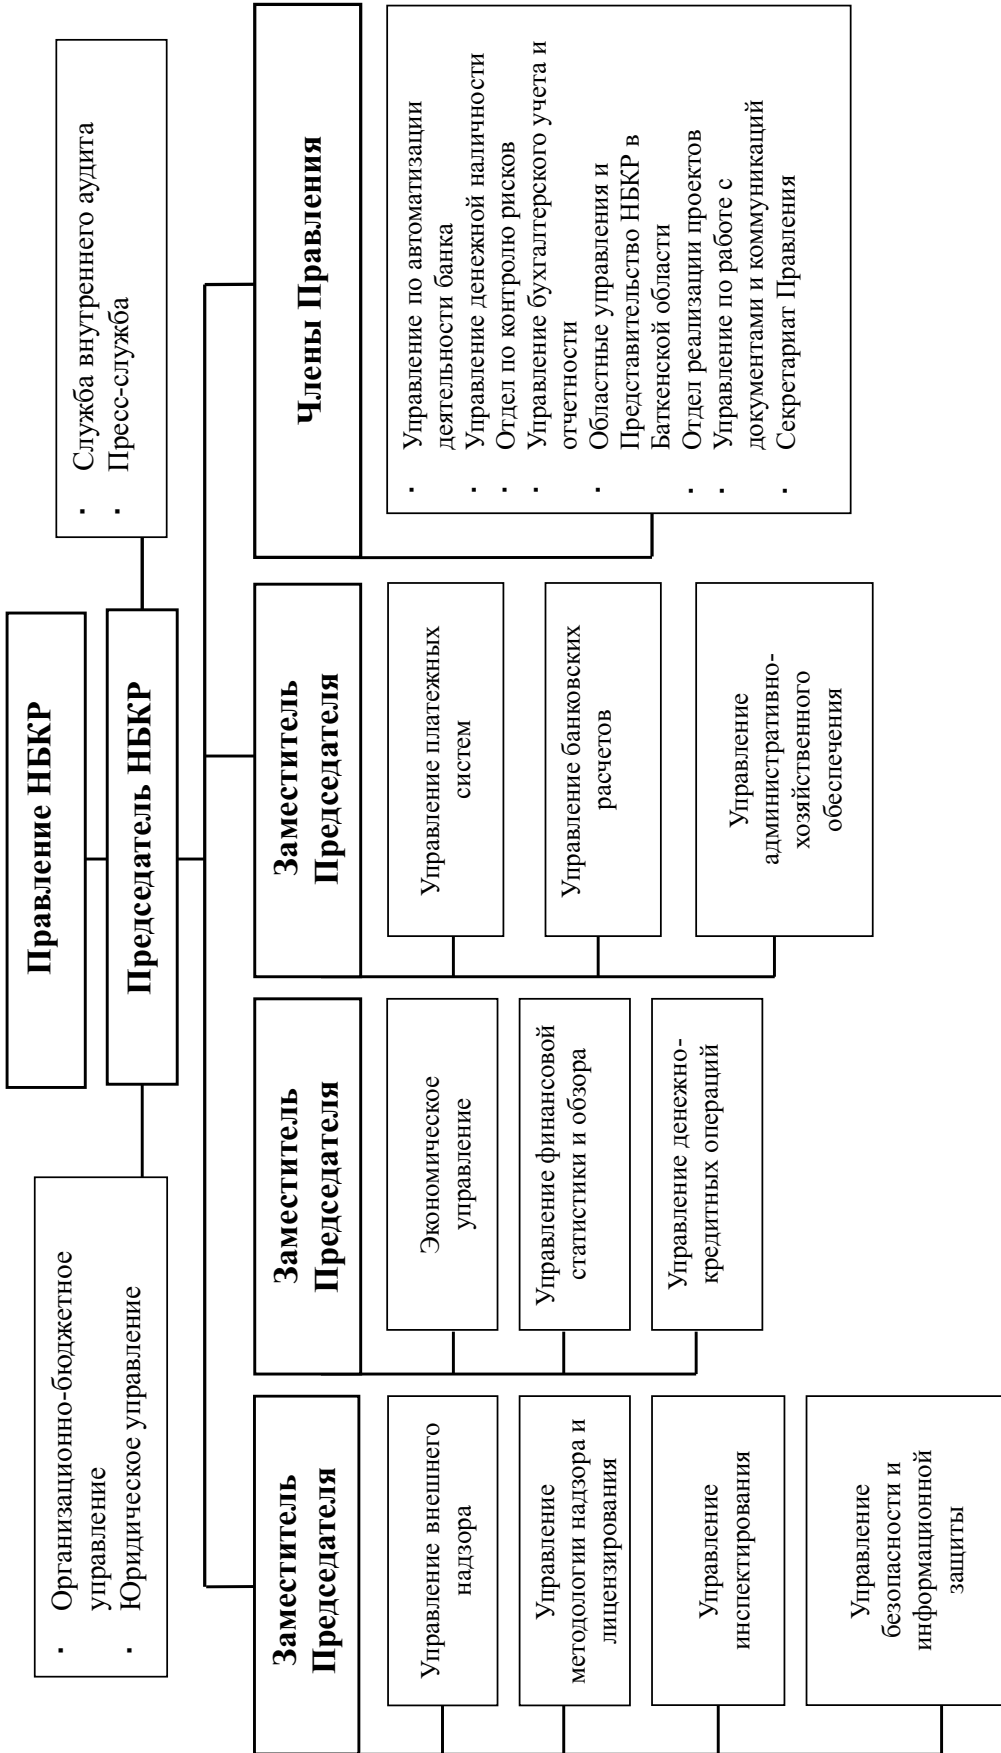 Правление НБКР
Председатель НБКР
▪ Организационно-бюджетное
управление
▪ Юридическое управление
▪ Служба внутреннего аудита
▪ Пресс-служба
Заместитель
Председателя
Управление внешнего
надзора
Управление
методологии надзора и
лицензирования
Управление
инспектирования
Управление
безопасности и
информационной
защиты
Заместитель
Председателя
Экономическое
управление
Управление финансовой
статистики и обзора
Управление денежно-
кредитных операций
Заместитель
Председателя
Управление платежных
систем
Управление банковских
расчетов
Управление
административно-
хозяйственного
обеспечения
Члены Правления
▪ Управление по автоматизации
деятельности банка
▪ Управление денежной наличности
▪ Отдел по контролю рисков
▪ Управление бухгалтерского учета и
отчетности
▪ Областные управления и
Представительство НБКР в
Баткенской области
▪ Отдел реализации проектов
▪ Управление по работе с
документами и коммуникаций
▪ Секретариат Правления